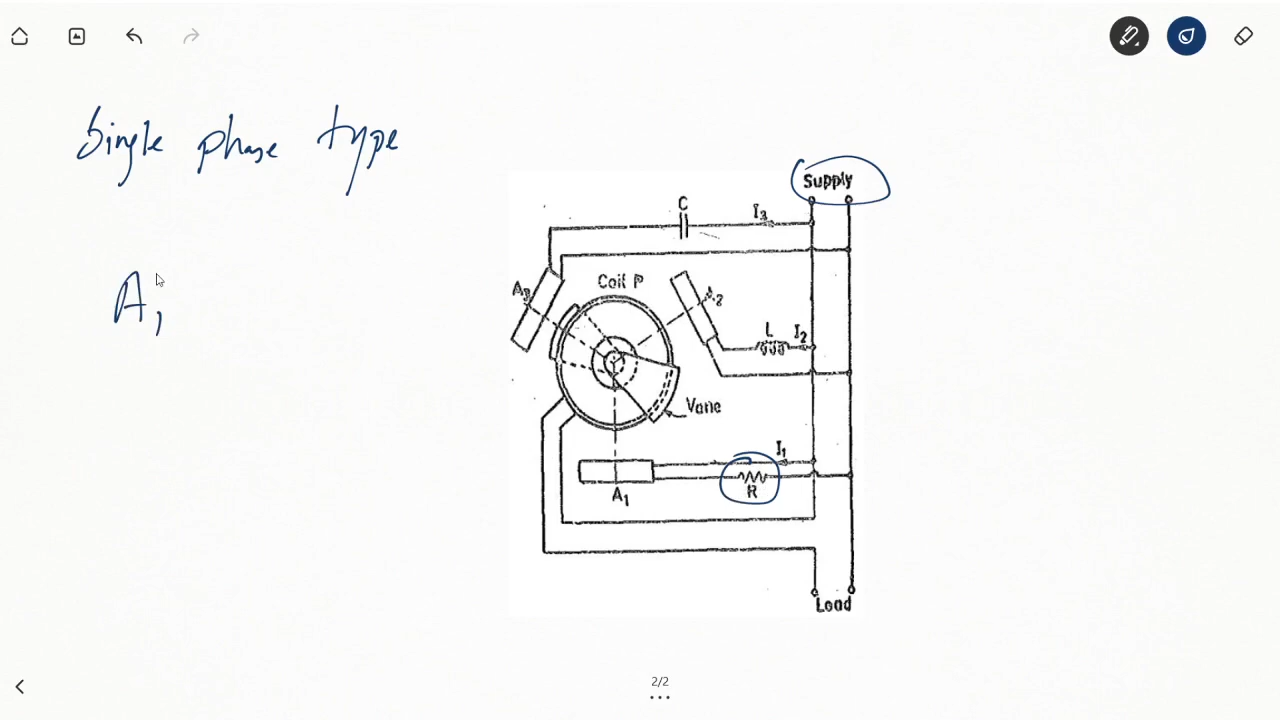 Single phase type
Supply
C
I3
A3
Coil P
A2
L
I2
Vane
A,
I1
R
A1
Load
2/2